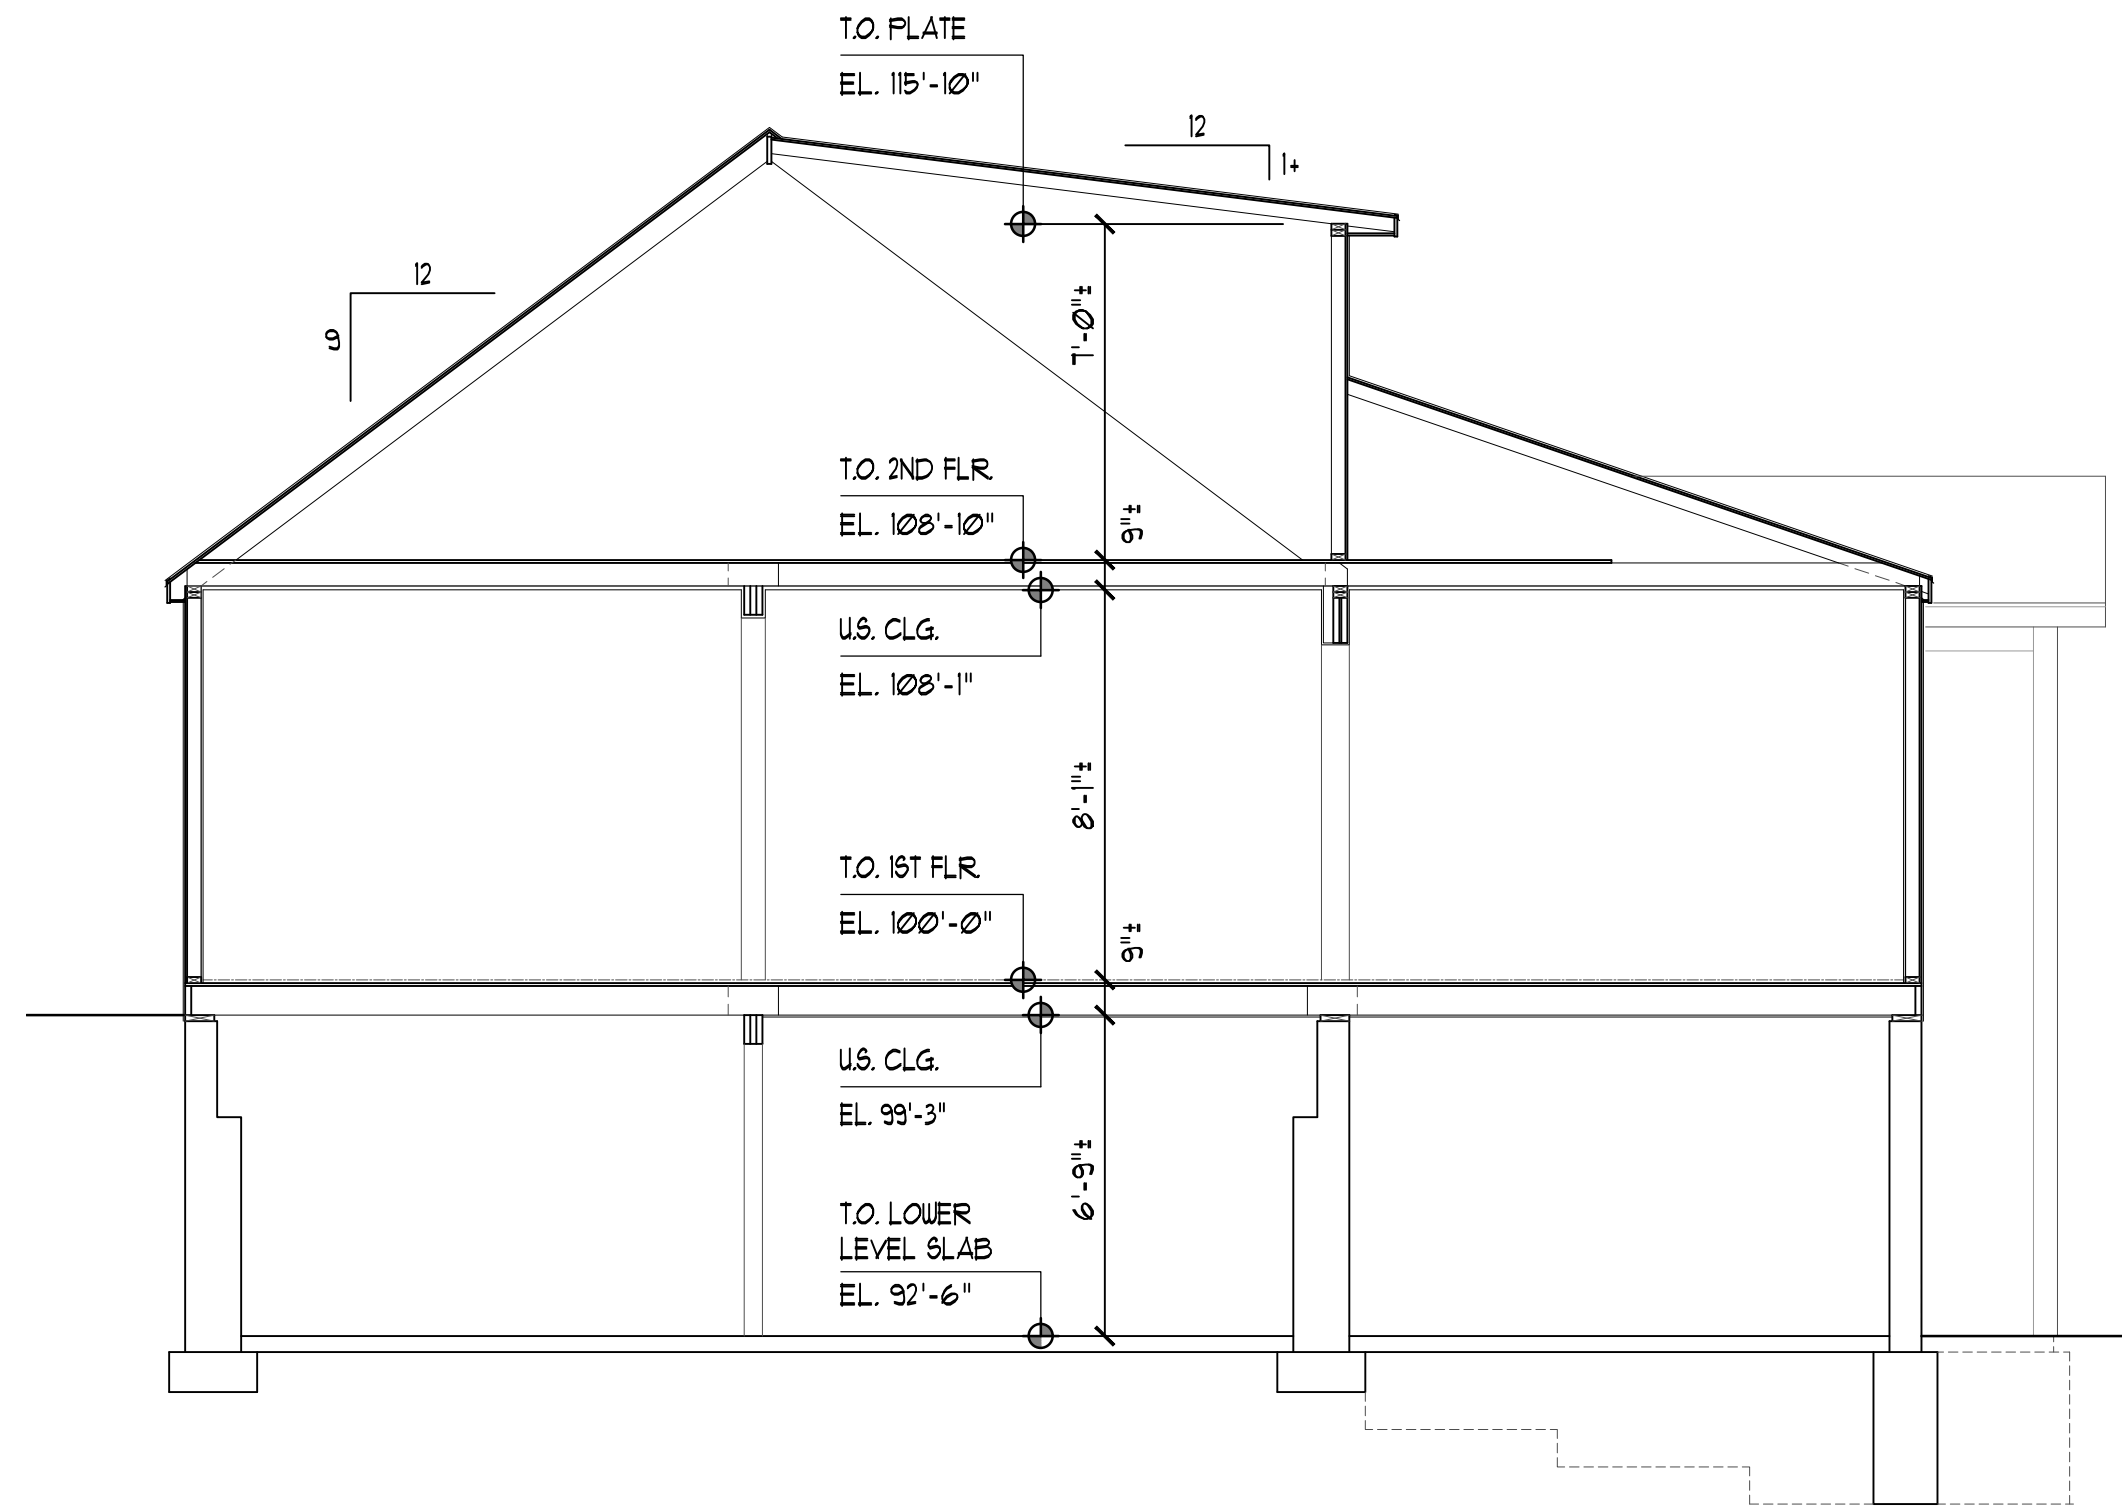 T.O. PLATE
EL. 115'-10"
12
1+
12
9
7'-0"±
T.O. 2ND FLR.
EL. 108'-10"
9"±
U.S. CLG.
EL. 108'-1"
8'-1"±
T.O. 1ST FLR.
EL. 100'-0"
9"±
U.S. CLG.
EL. 99'-3"
6'-9"±
T.O. LOWER
LEVEL SLAB
EL. 92'-6"